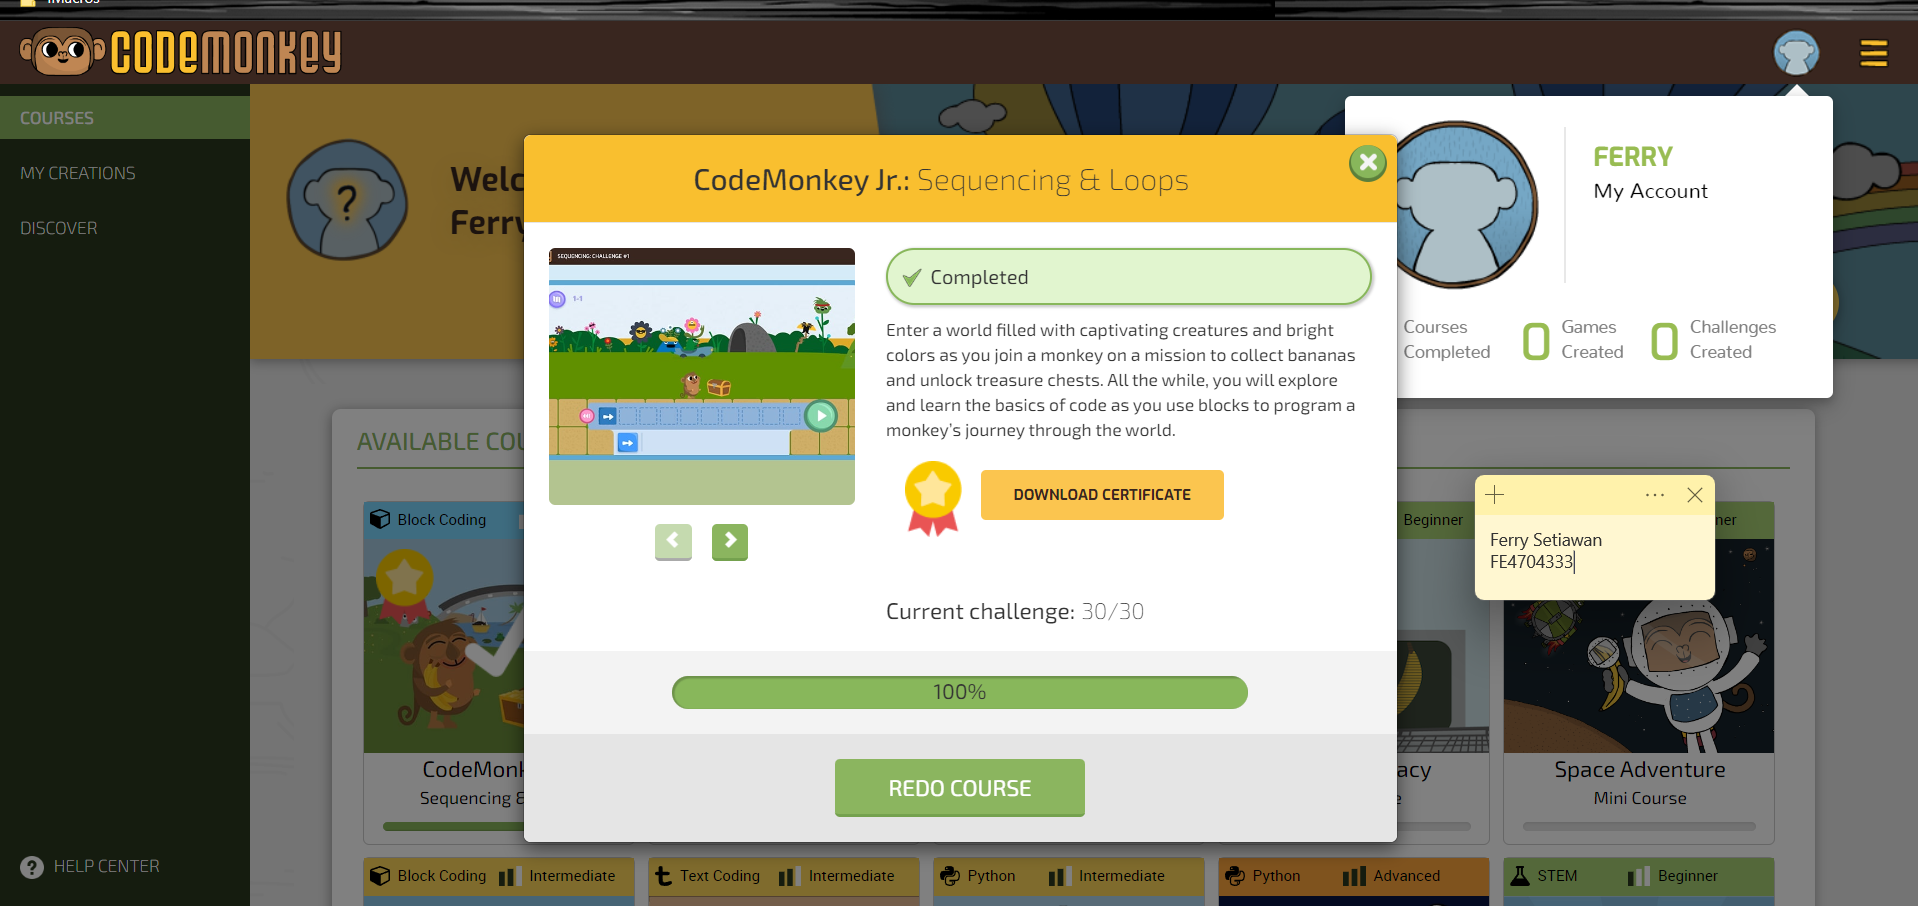 CODEMONKEY
COURSES
MY CREATIONS
DISCOVER
HELP CENTER
Welc
Ferry
FERRY
My Account
Courses
Completed
0 Games
Created
0 Challenges
Created
CodeMonkey Jr.: Sequencing & Loops
SEQUENCING: CHALLENGE #1
1-1
Completed
Enter a world filled with captivating creatures and bright
colors as you join a monkey on a mission to collect bananas
and unlock treasure chests. All the while, you will explore
and learn the basics of code as you use blocks to program a
monkey's journey through the world.
DOWNLOAD CERTIFICATE
Current challenge: 30/30
100%
REDO COURSE
AVAILABLE COU
Block Coding
Beginner
ner
Ferry Setiawan
FE4704333
CodeMonk
Sequencing &
acy
Space Adventure
Mini Course
Block Coding Intermediate
Text Coding Intermediate
Python Intermediate
Python Advanced
STEM Beginner